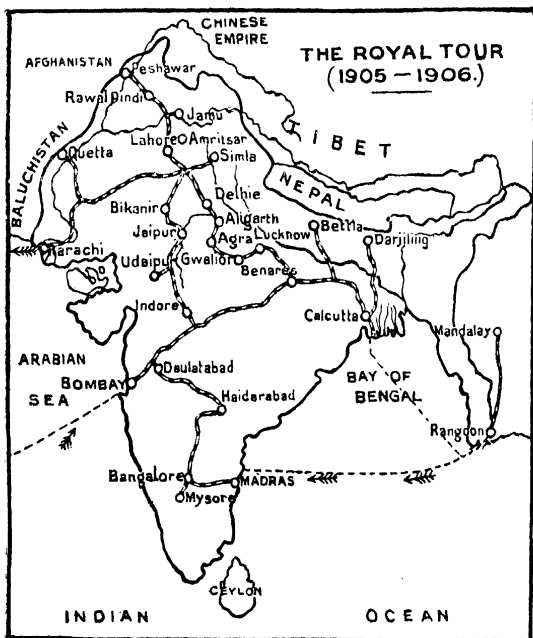 CHINESE
EMPIRE
THE ROYAL TOUR
(1905–1906.)
AFGHANISTAN
Peshawar
Rawal Pindi
Jamu
TIBET
Lahore
Amritsar
Quetta
Simla
BALUCHISTAN
NEPAL
Delhie
Bikanir
Aligarth
Bettia
Jaipur
Agra
Lucknow
Darjiling
Karachi
Udaipur
Gwalior
Benares
Indore
Calcutta
Mandalay
ARABIAN
SEA
Daulatabad
BOMBAY
BAY OF
BENGAL
Haidarabad
Rangoon
Bangalore
MADRAS
Mysore
CEYLON
INDIAN OCEAN